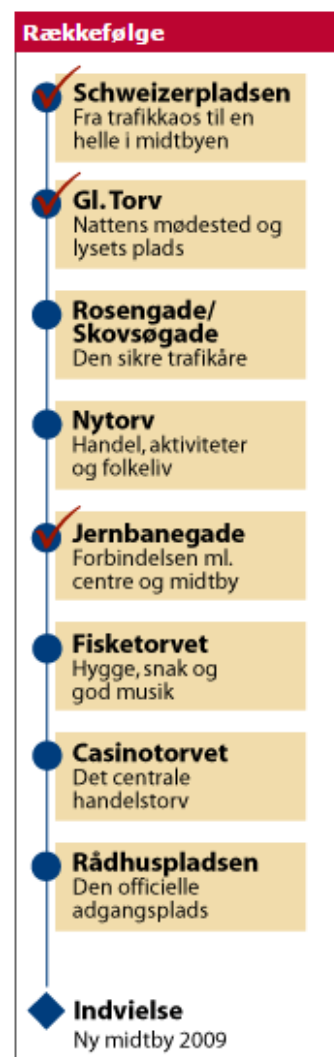 Rækkefølge
Schweizerpladsen
Fra trafikkaos til en
helle i midtbyen
Gl. Torv
Nattens mødested og
lysets plads
Rosengade/
Skovsøgade
Den sikre trafikåre
Nytorv
Handel, aktiviteter
og folkeliv
Jernbanegade
Forbindelsen ml.
centre og midtby
Fisketorvet
Hygge, snak og
god musik
Casinotorvet
Det centrale
handelstorv
Rådhuspladsen
Den officielle
adgangsplads
Indvielse
Ny midtby 2009